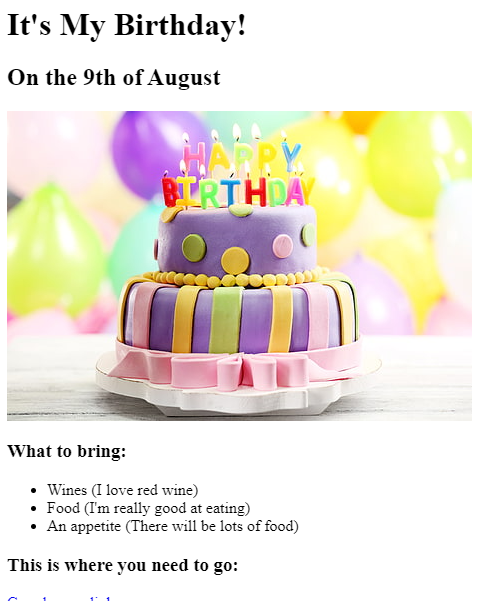 It's My Birthday!
On the 9th of August
HAPPY
BIRTHDAY
What to bring:
Wines (I love red wine)
Food (I'm really good at eating)
An appetite (There will be lots of food)
This is where you need to go: